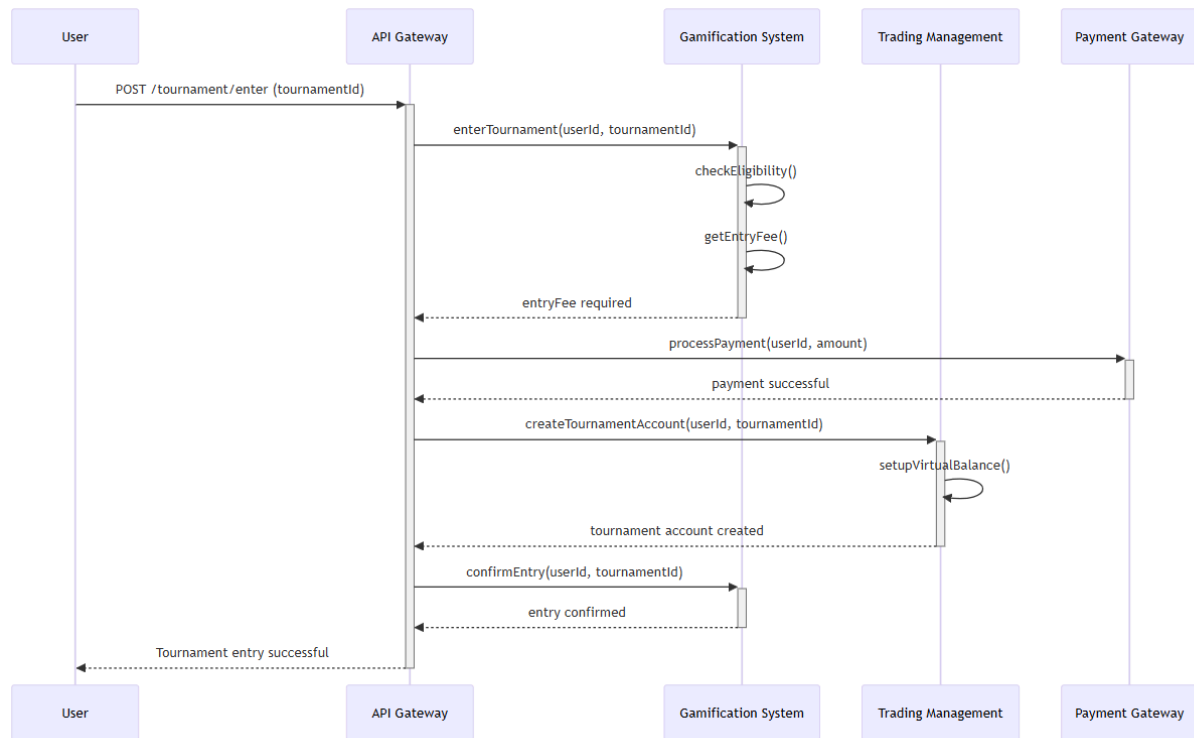 User
API Gateway
Gamification System
Trading Management
Payment Gateway
POST /tournament/enter (tournamentId)
enterTournament(userId, tournamentId)
checkEligibility()
getEntryFee()
entryFee required
processPayment(userId, amount)
payment successful
createTournamentAccount(userId, tournamentId)
setupVirtualBalance()
tournament account created
confirmEntry(userId, tournamentId)
entry confirmed
Tournament entry successful
User
API Gateway
Gamification System
Trading Management
Payment Gateway